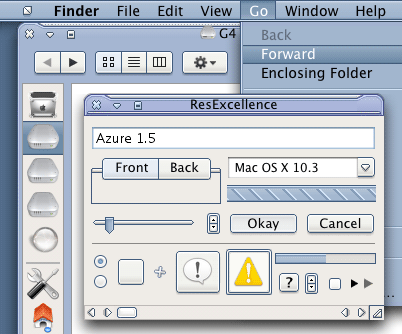 Finder File Edit View Go Window Help
G4
Back
Forward
Enclosing Folder
ResExcellence
Azure 1.5
Front Back
Mac OS X 10.3
Okay Cancel
!
! ?